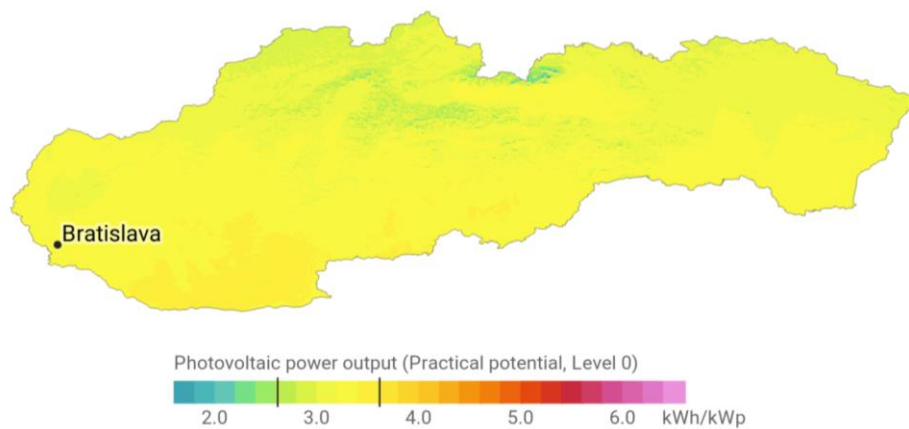 Bratislava
Photovoltaic power output (Practical potential, Level 0)
2.0 3.0 4.0 5.0 6.0 kWh/kWp